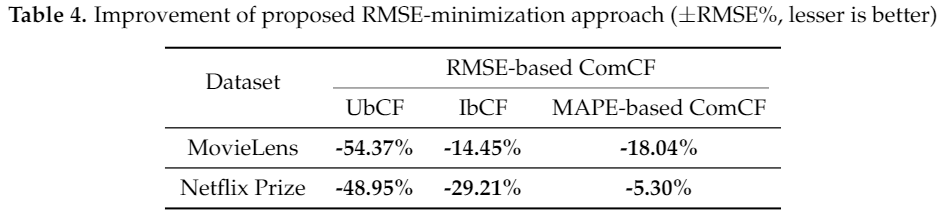 Table 4. Improvement of proposed RMSE-minimization approach (±RMSE%, lesser is better)
Dataset RMSE-based ComCF
UbCF IbCF MAPE-based ComCF
MovieLens -54.37% -14.45% -18.04%
Netflix Prize -48.95% -29.21% -5.30%